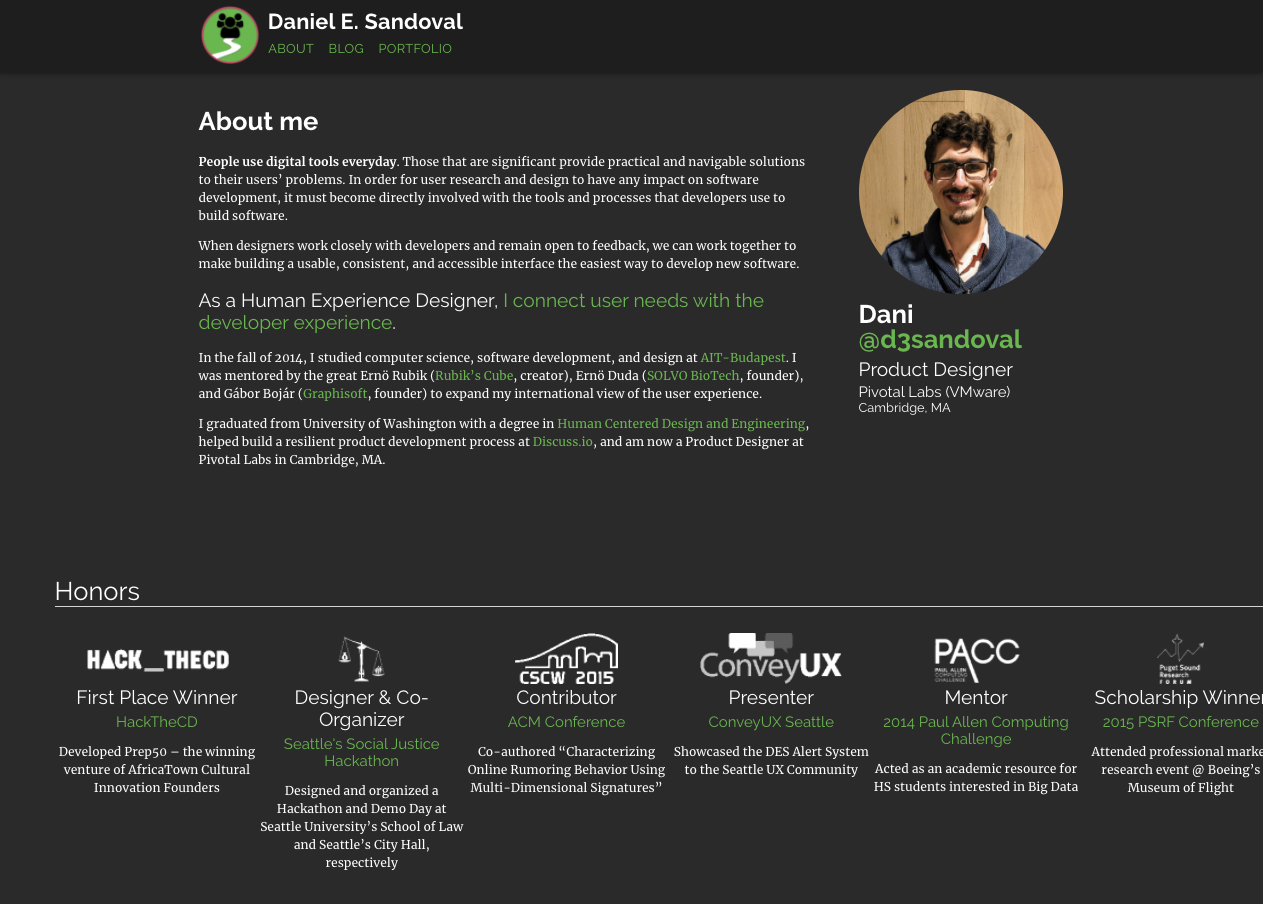 Daniel E. Sandoval
ABOUT BLOG PORTFOLIO
About me
People use digital tools everyday. Those that are significant provide practical and navigable solutions
to their users’ problems. In order for user research and design to have any impact on software
development, it must become directly involved with the tools and processes that developers use to
build software.
When designers work closely with developers and remain open to feedback, we can work together to
make building a usable, consistent, and accessible interface the easiest way to develop new software.
As a Human Experience Designer, I connect user needs with the
developer experience.
In the fall of 2014, I studied computer science, software development, and design at AIT-Budapest. I
was mentored by the great Ernö Rubik (Rubik’s Cube, creator), Ernö Duda (SOLVO BioTech, founder),
and Gábor Bojár (Graphisoft, founder) to expand my international view of the user experience.
I graduated from University of Washington with a degree in Human Centered Design and Engineering,
helped build a resilient product development process at Discuss.io, and am now a Product Designer at
Pivotal Labs in Cambridge, MA.
Dani
@d3sandoval
Product Designer
Pivotal Labs (VMware)
Cambridge, MA
Honors
HACK_THECD
First Place Winner
HackTheCD
Developed Prep50 – the winning
venture of AfricaTown Cultural
Innovation Founders
Designer & Co-
Organizer
Seattle's Social Justice
Hackathon
Designed and organized a
Hackathon and Demo Day at
Seattle University’s School of Law
and Seattle’s City Hall,
respectively
CSCW 2015
Contributor
ACM Conference
Co-authored “Characterizing
Online Rumoring Behavior Using
Multi-Dimensional Signatures”
ConveyUX
Presenter
ConveyUX Seattle
Showcased the DES Alert System
to the Seattle UX Community
PACC
PAUL ALLEN
COMPUTING
CHALLENGE
Mentor
2014 Paul Allen Computing
Challenge
Acted as an academic resource for
HS students interested in Big Data
Puget Sound
Research
FORUM
Scholarship Winner
2015 PSRF Conference
Attended professional marke
research event @ Boeing’s
Museum of Flight